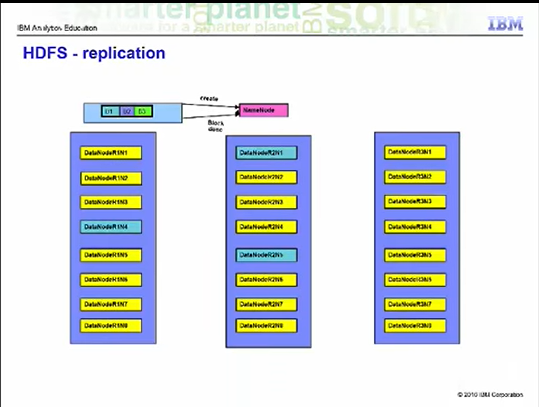 smarter planet
IBM Analytics Education
IBM
HDFS - replication
create
B1 B2 B3
NameNode
Block
done
DataNodeR1N1
DataNodeR1N2
DataNodeR1N3
DataNodeR1N4
DataNodeR1N5
DataNodeR1N6
DataNodeR1N7
DataNodeR1N8
DataNodeR2N1
DataNodeR2N2
DataNodeR2N3
DataNodeR2N4
DataNodeR2N5
DataNodeR2N6
DataNodeR2N7
DataNodeR2N8
DataNodeR3N1
DataNodeR3N2
DataNodeR3N3
DataNodeR3N4
DataNodeR3N5
DataNodeR3N6
DataNodeR3N7
DataNodeR3N8
© 2010 IBM Corporation